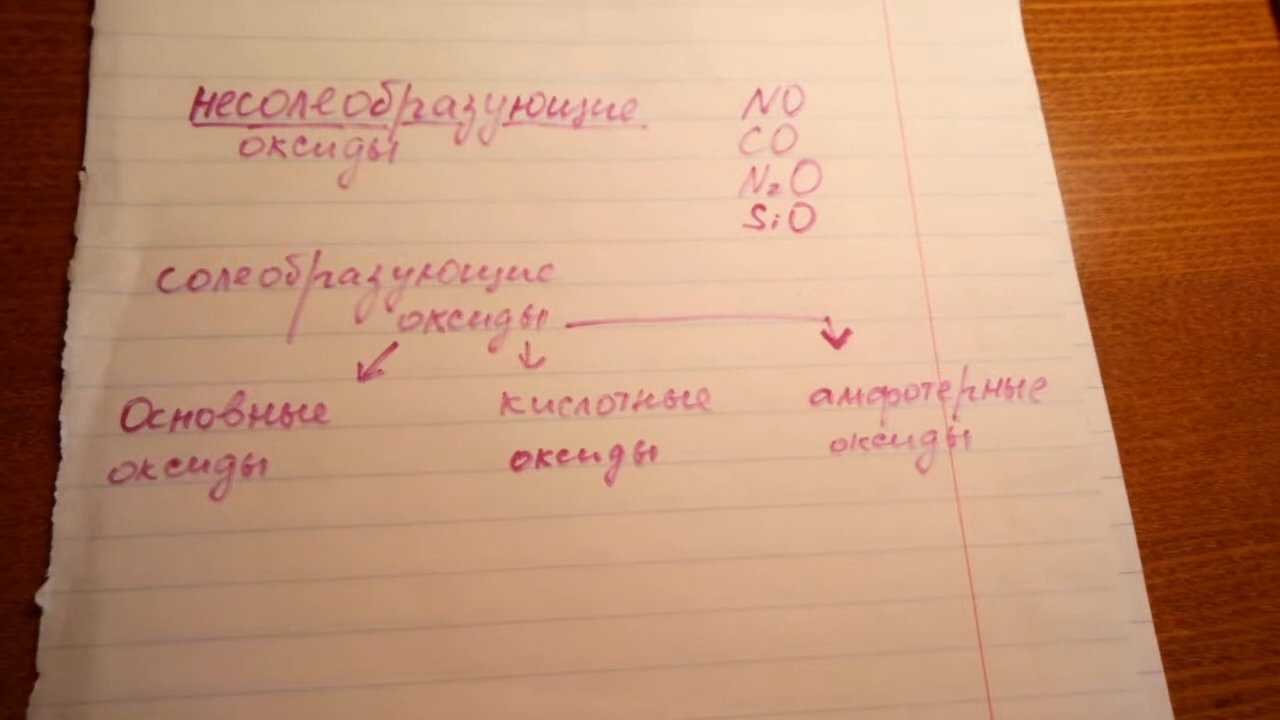 несолеобразующие NO
оксиды CO
N₂O
SiO
солеобразующие
оксиды
Основные кислотные амфотерные
оксиды оксиды оксиды